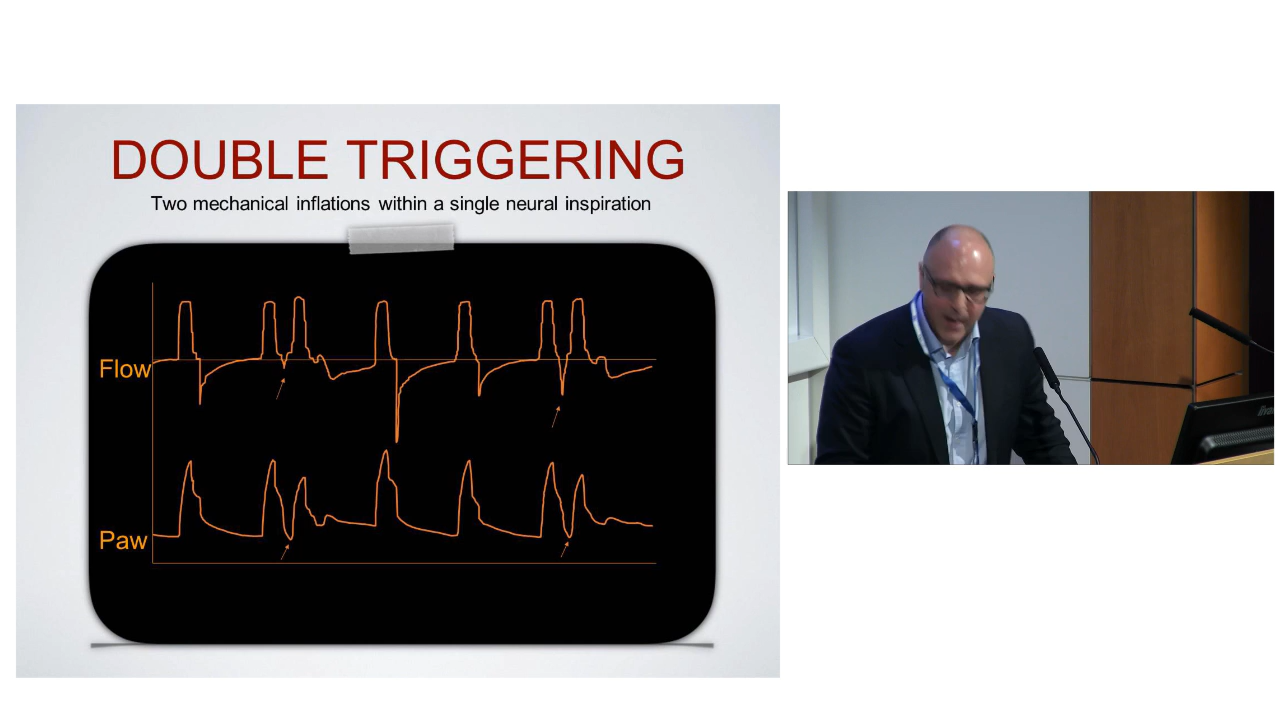 DOUBLE TRIGGERING
Two mechanical inflations within a single neural inspiration
Flow
Paw